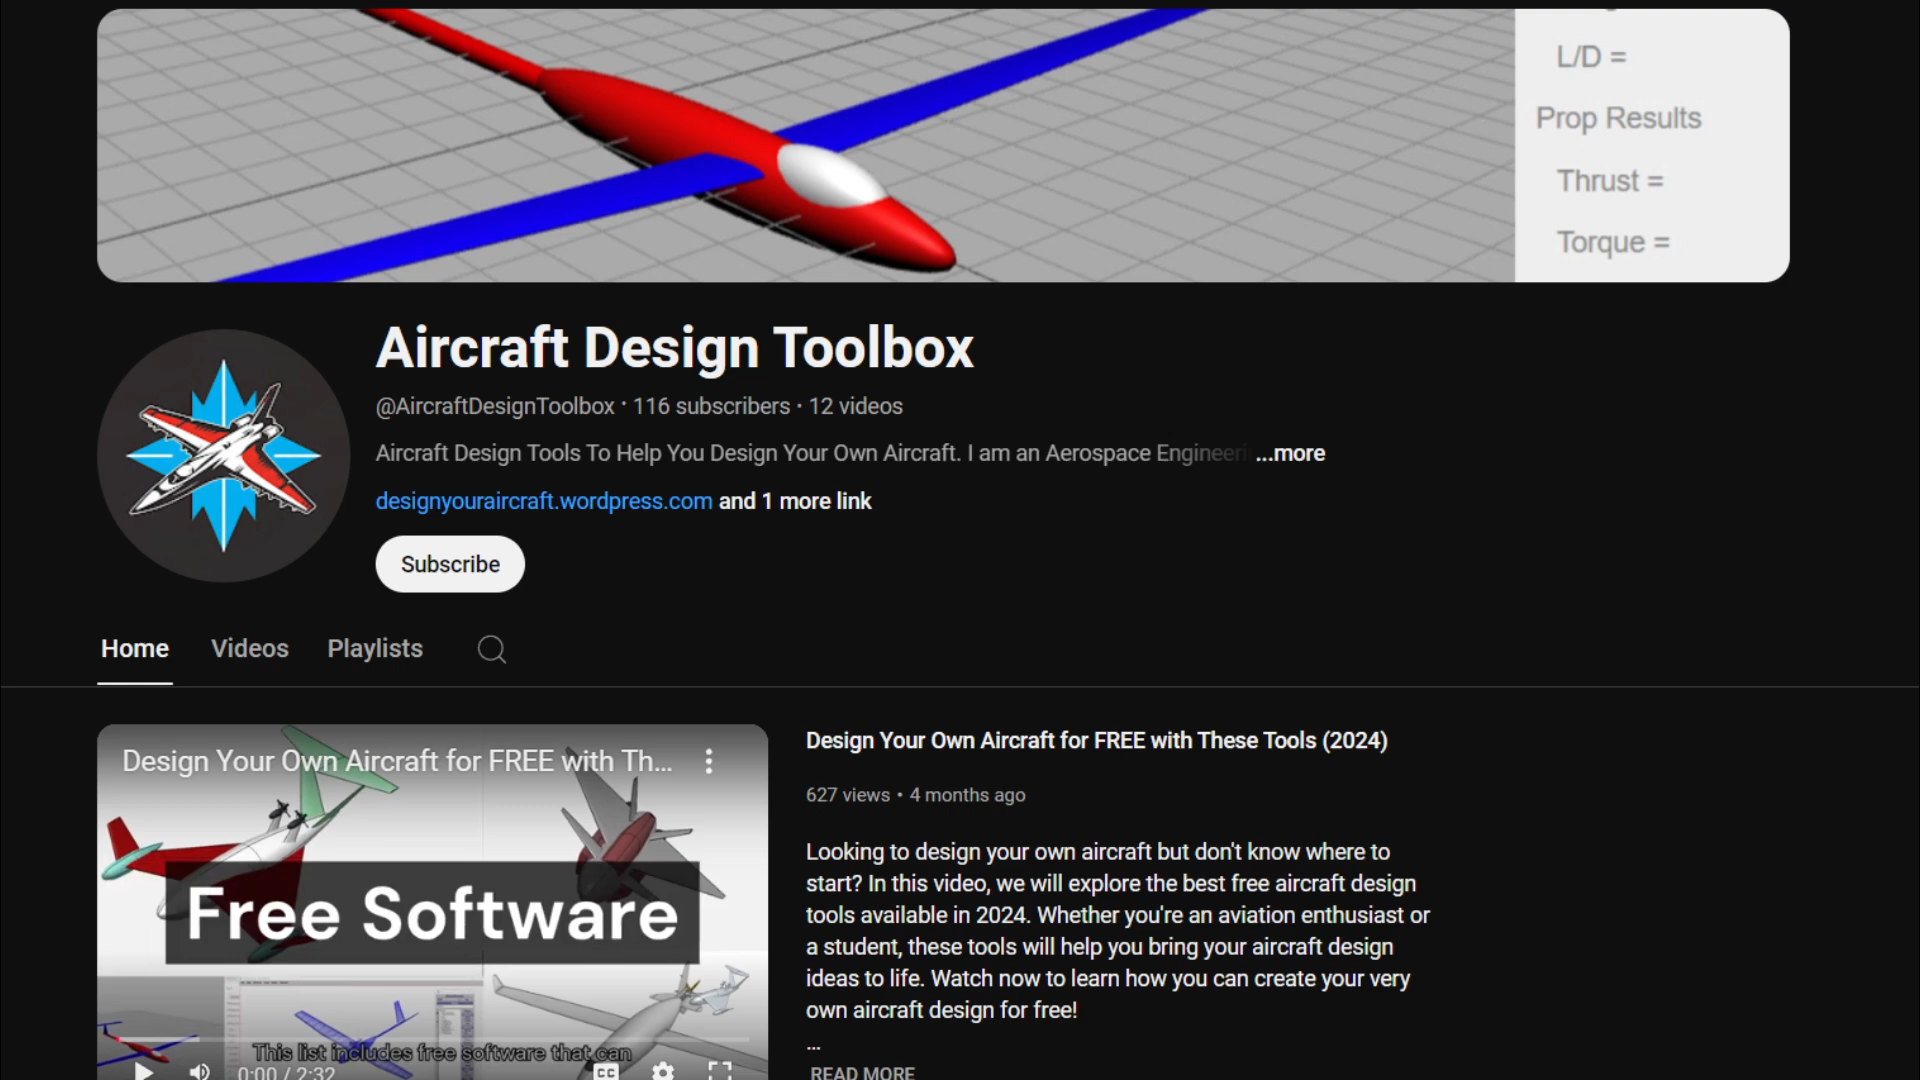 L/D =
Prop Results
Thrust =
Torque =
Aircraft Design Toolbox
@AircraftDesignToolbox · 116 subscribers · 12 videos
Aircraft Design Tools To Help You Design Your Own Aircraft. I am an Aerospace Engineeri ...more
designyouraircraft.wordpress.com and 1 more link
Subscribe
Home Videos Playlists
Design Your Own Aircraft for FREE with Th...
Free Software
This list includes free software that can
0:00 / 2:32
CC
Design Your Own Aircraft for FREE with These Tools (2024)
627 views • 4 months ago
Looking to design your own aircraft but don't know where to
start? In this video, we will explore the best free aircraft design
tools available in 2024. Whether you're an aviation enthusiast or
a student, these tools will help you bring your aircraft design
ideas to life. Watch now to learn how you can create your very
own aircraft design for free!
...
READ MORE